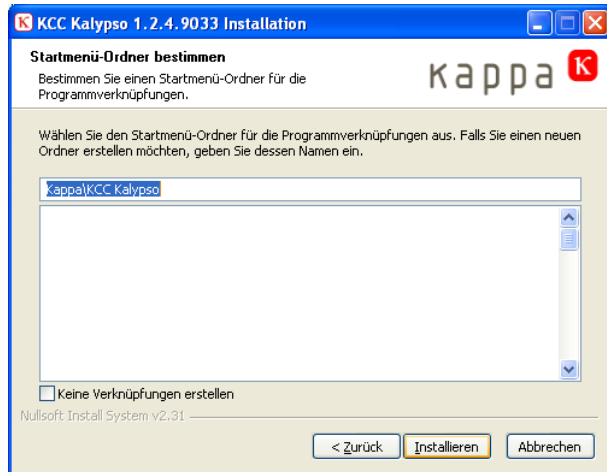 KCC Kalypso 1.2.4.9033 Installation
Startmenü-Ordner bestimmen
Bestimmen Sie einen Startmenü-Ordner für die
Programmverknüpfungen.
kappa K
Wählen Sie den Startmenü-Ordner für die Programmverknüpfungen aus. Falls Sie einen neuen
Ordner erstellen möchten, geben Sie dessen Namen ein.
Kappa\KCC Kalypso
Keine Verknüpfungen erstellen
Nullsoft Install System v2.31
< Zurück Installieren Abbrechen